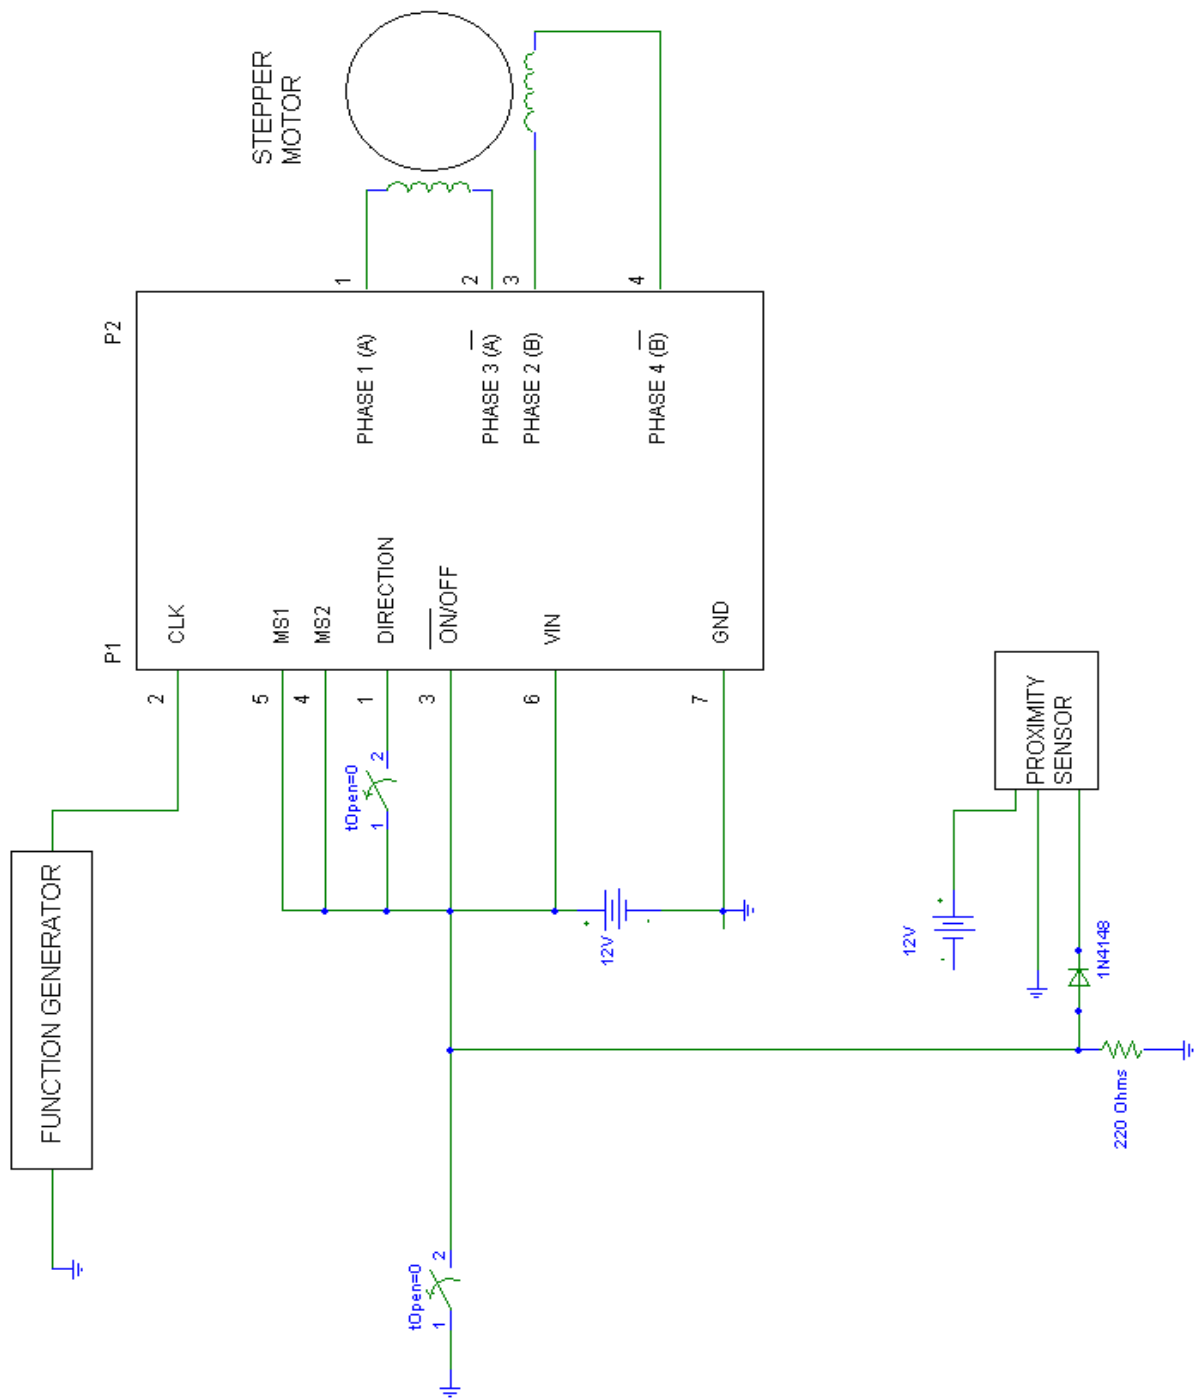 STEPPER
MOTOR
P2
1
2
3
4
PHASE 1 (A)
PHASE 3 (A)
PHASE 2 (B)
PHASE 4 (B)
P1
CLK
MS1
MS2
DIRECTION
ON/OFF
VIN
GND
2
5
4
1
3
6
7
tOpen=0
1
2
FUNCTION GENERATOR
+
-
12V
PROXIMITY
SENSOR
+
-
12V
1N4148
220 Ohms
tOpen=0
1
2